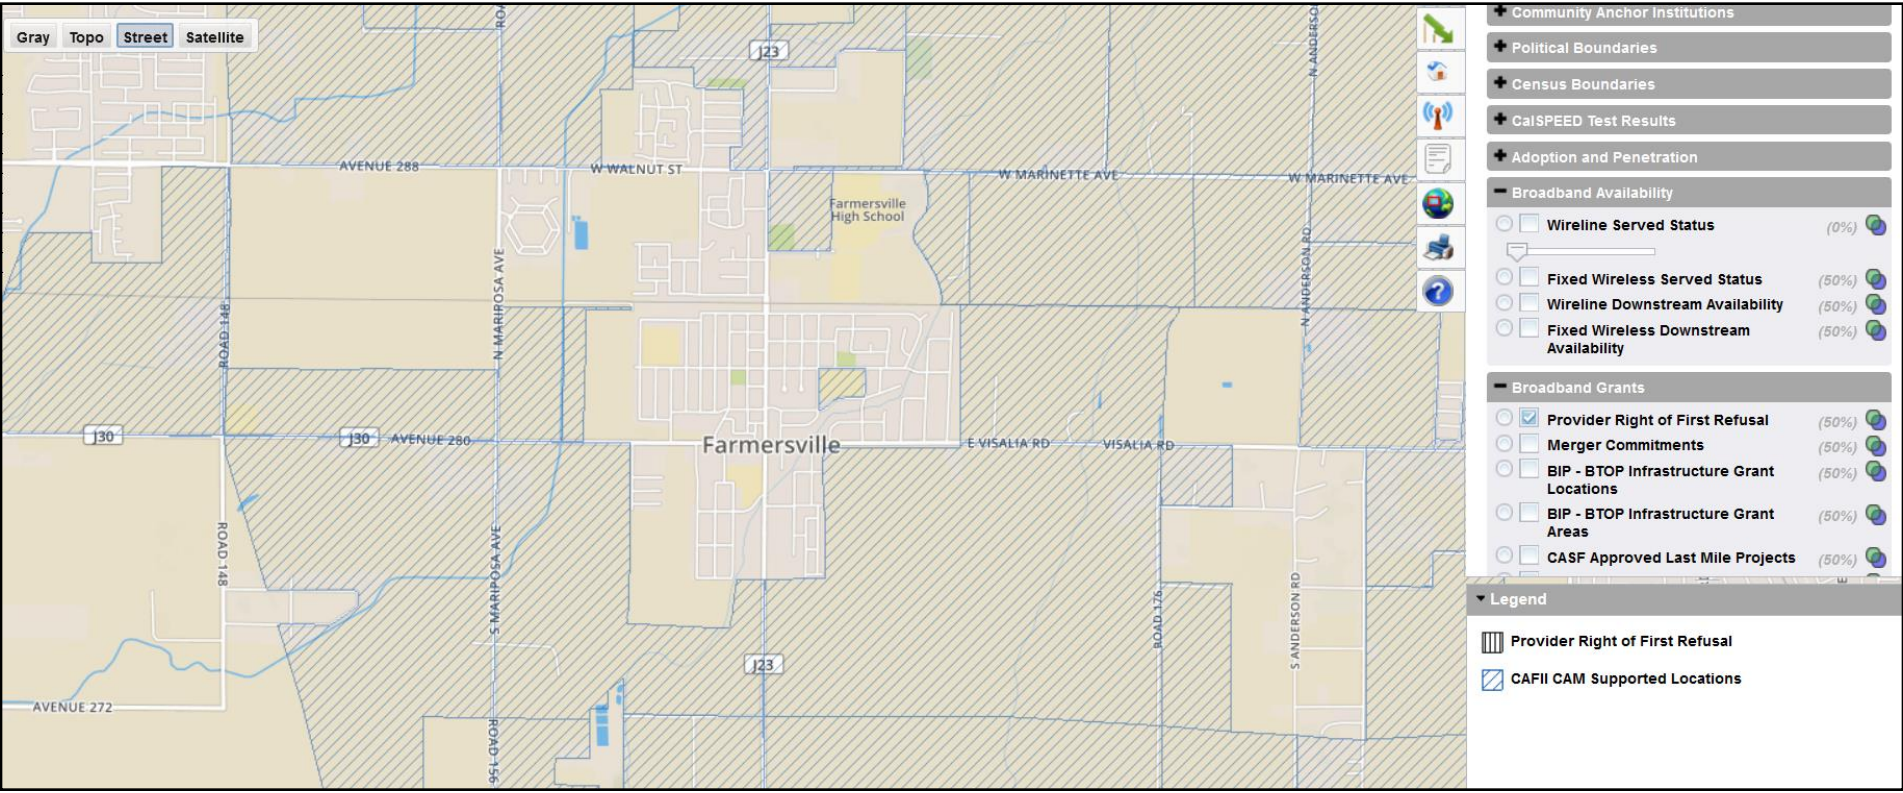 Gray Topo Street Satellite
ROA
J23
N ANDERSO
AVENUE 288
W WALNUT ST
W MARINETTE AVE
W MARINETTE AVE
Farmersville
High School
ROAD 148
N MARIPOSA AVE
N ANDERSON RD
J30
J30
AVENUE 280
Farmersville
E VISALIA RD
VISALIA RD
ROAD 148
S MARIPOSA AVE
ROAD 176
S ANDERSON RD
J23
AVENUE 272
ROAD 156
?
Community Anchor Institutions
Political Boundaries
Census Boundaries
CalSPEED Test Results
Adoption and Penetration
Broadband Availability
Wireline Served Status (0%)
Fixed Wireless Served Status (50%)
Wireline Downstream Availability (50%)
Fixed Wireless Downstream (50%)
Availability
Broadband Grants
Provider Right of First Refusal (50%)
Merger Commitments (50%)
BIP - BTOP Infrastructure Grant (50%)
Locations
BIP - BTOP Infrastructure Grant (50%)
Areas
CASF Approved Last Mile Projects (50%)
Legend
Provider Right of First Refusal
CAFII CAM Supported Locations